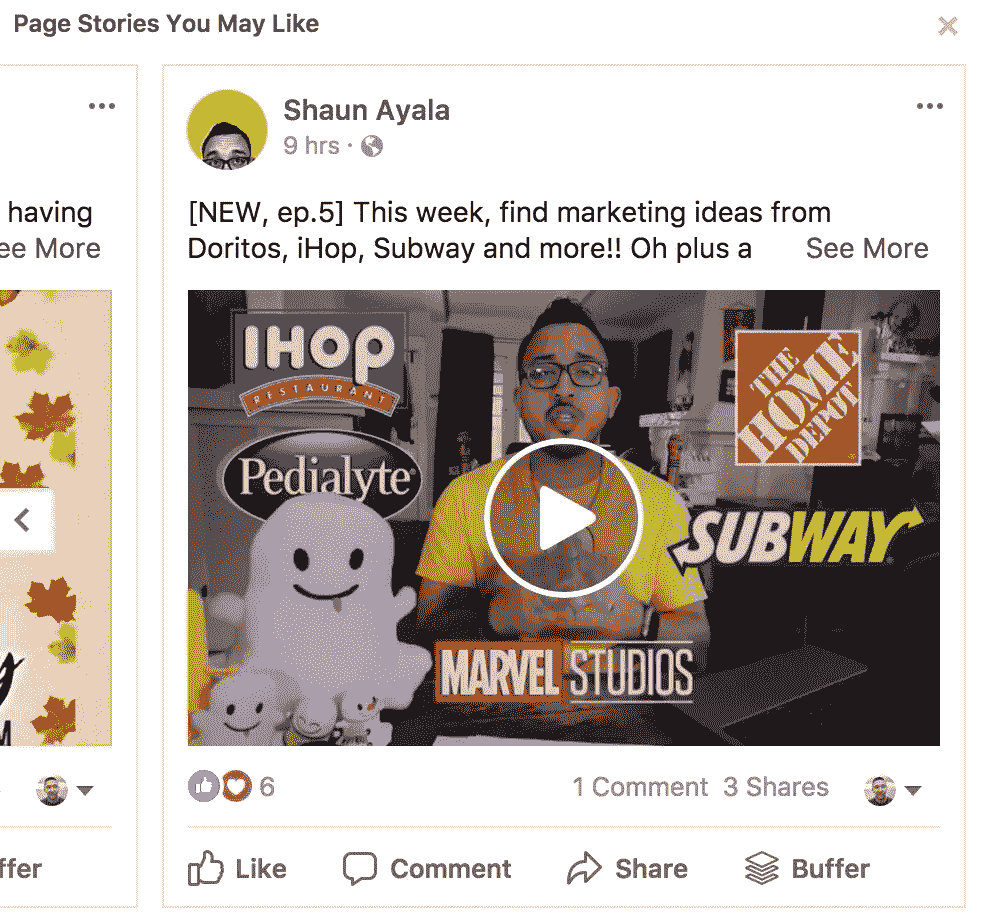 Page Stories You May Like
Shaun Ayala
9 hrs ·
having
ee More
[NEW, ep.5] This week, find marketing ideas from
Doritos, iHop, Subway and more!! Oh plus a See More
IHOP
RESTAURANT
THE
HOME
DEPOT
Pedialyte
SUBWAY
MARVEL STUDIOS
y
M
6
1 Comment 3 Shares
ffer
Like
Comment
Share
Buffer